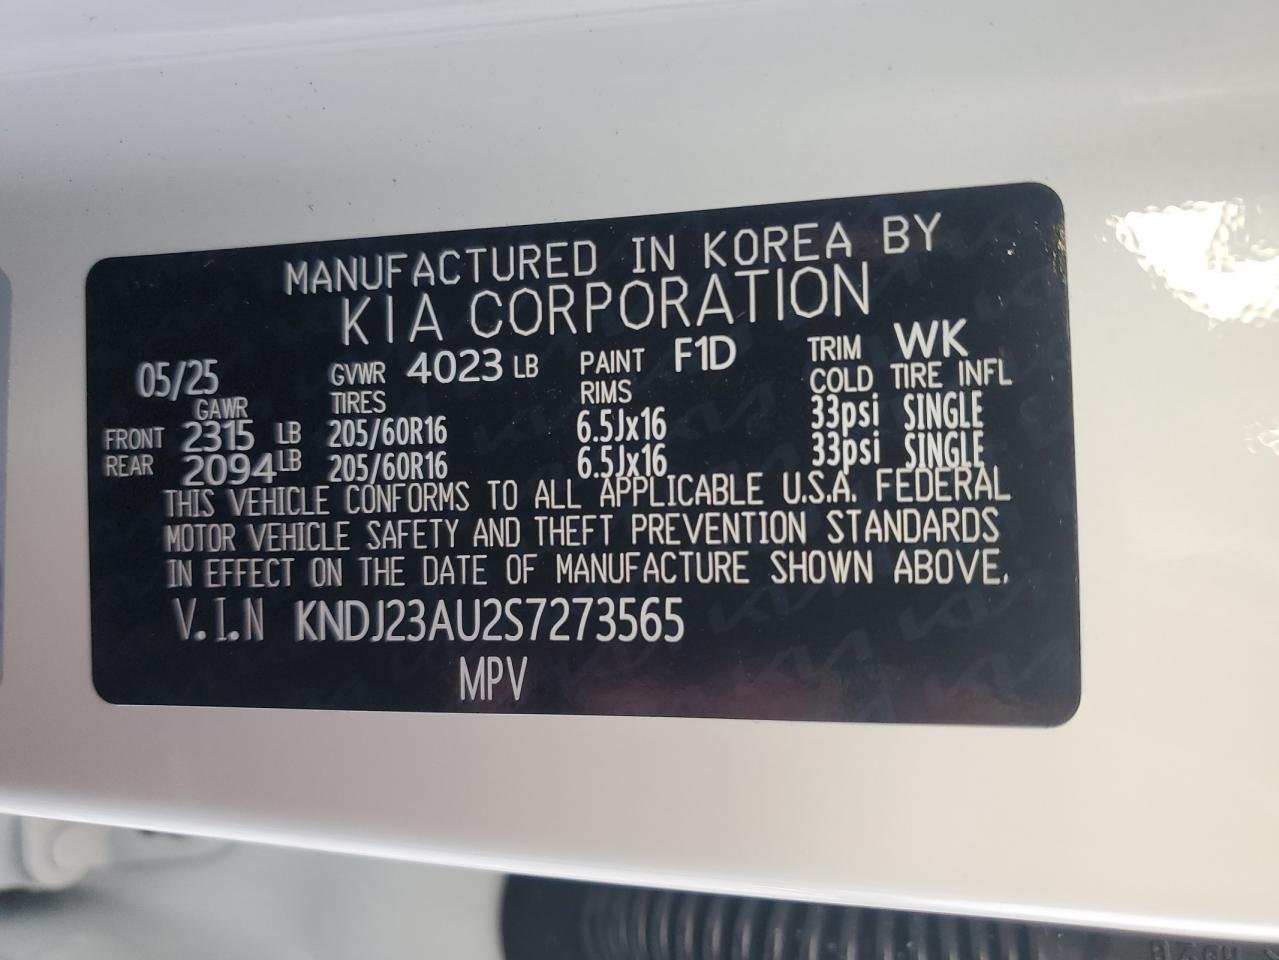 MANUFACTURED IN KOREA BY
KIA CORPORATION
05/25 GVWR 4023 LB PAINT F1D TRIM WK
GAWR TIRES RIMS COLD TIRE INFL
FRONT 2315 LB 205/60R16 6.5Jx16 33psi SINGLE
REAR 2094 LB 205/60R16 6.5Jx16 33psi SINGLE
THIS VEHICLE CONFORMS TO ALL APPLICABLE U.S.A. FEDERAL
MOTOR VEHICLE SAFETY AND THEFT PREVENTION STANDARDS
IN EFFECT ON THE DATE OF MANUFACTURE SHOWN ABOVE.
V.I.N KNDJ23AU2S7273565
MPV